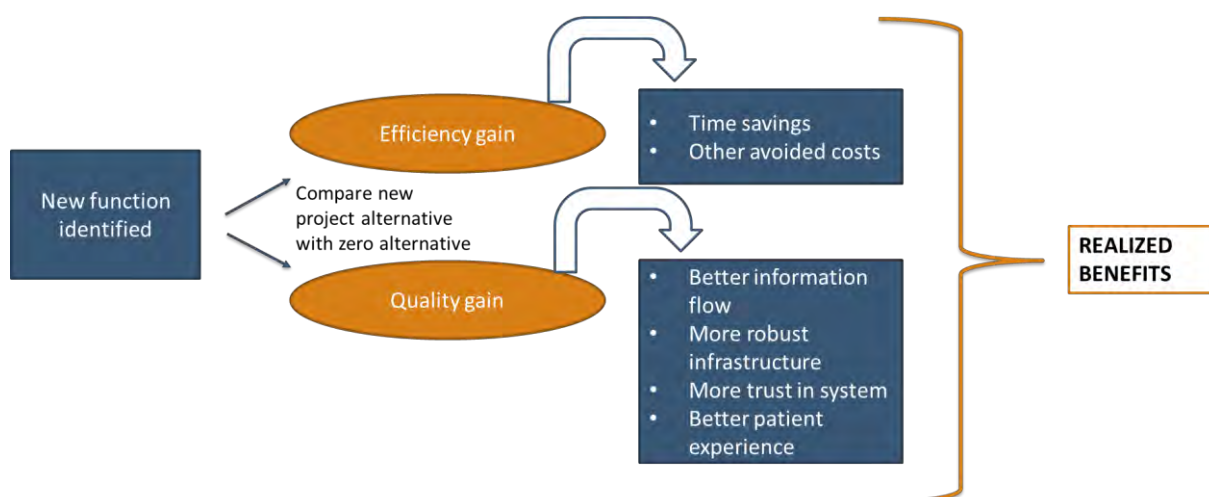 New function
identified
Efficiency gain
Compare new
project alternative
with zero alternative
Quality gain
• Time savings
• Other avoided costs
• Better information
flow
• More robust
infrastructure
• More trust in system
• Better patient
experience
REALIZED
BENEFITS